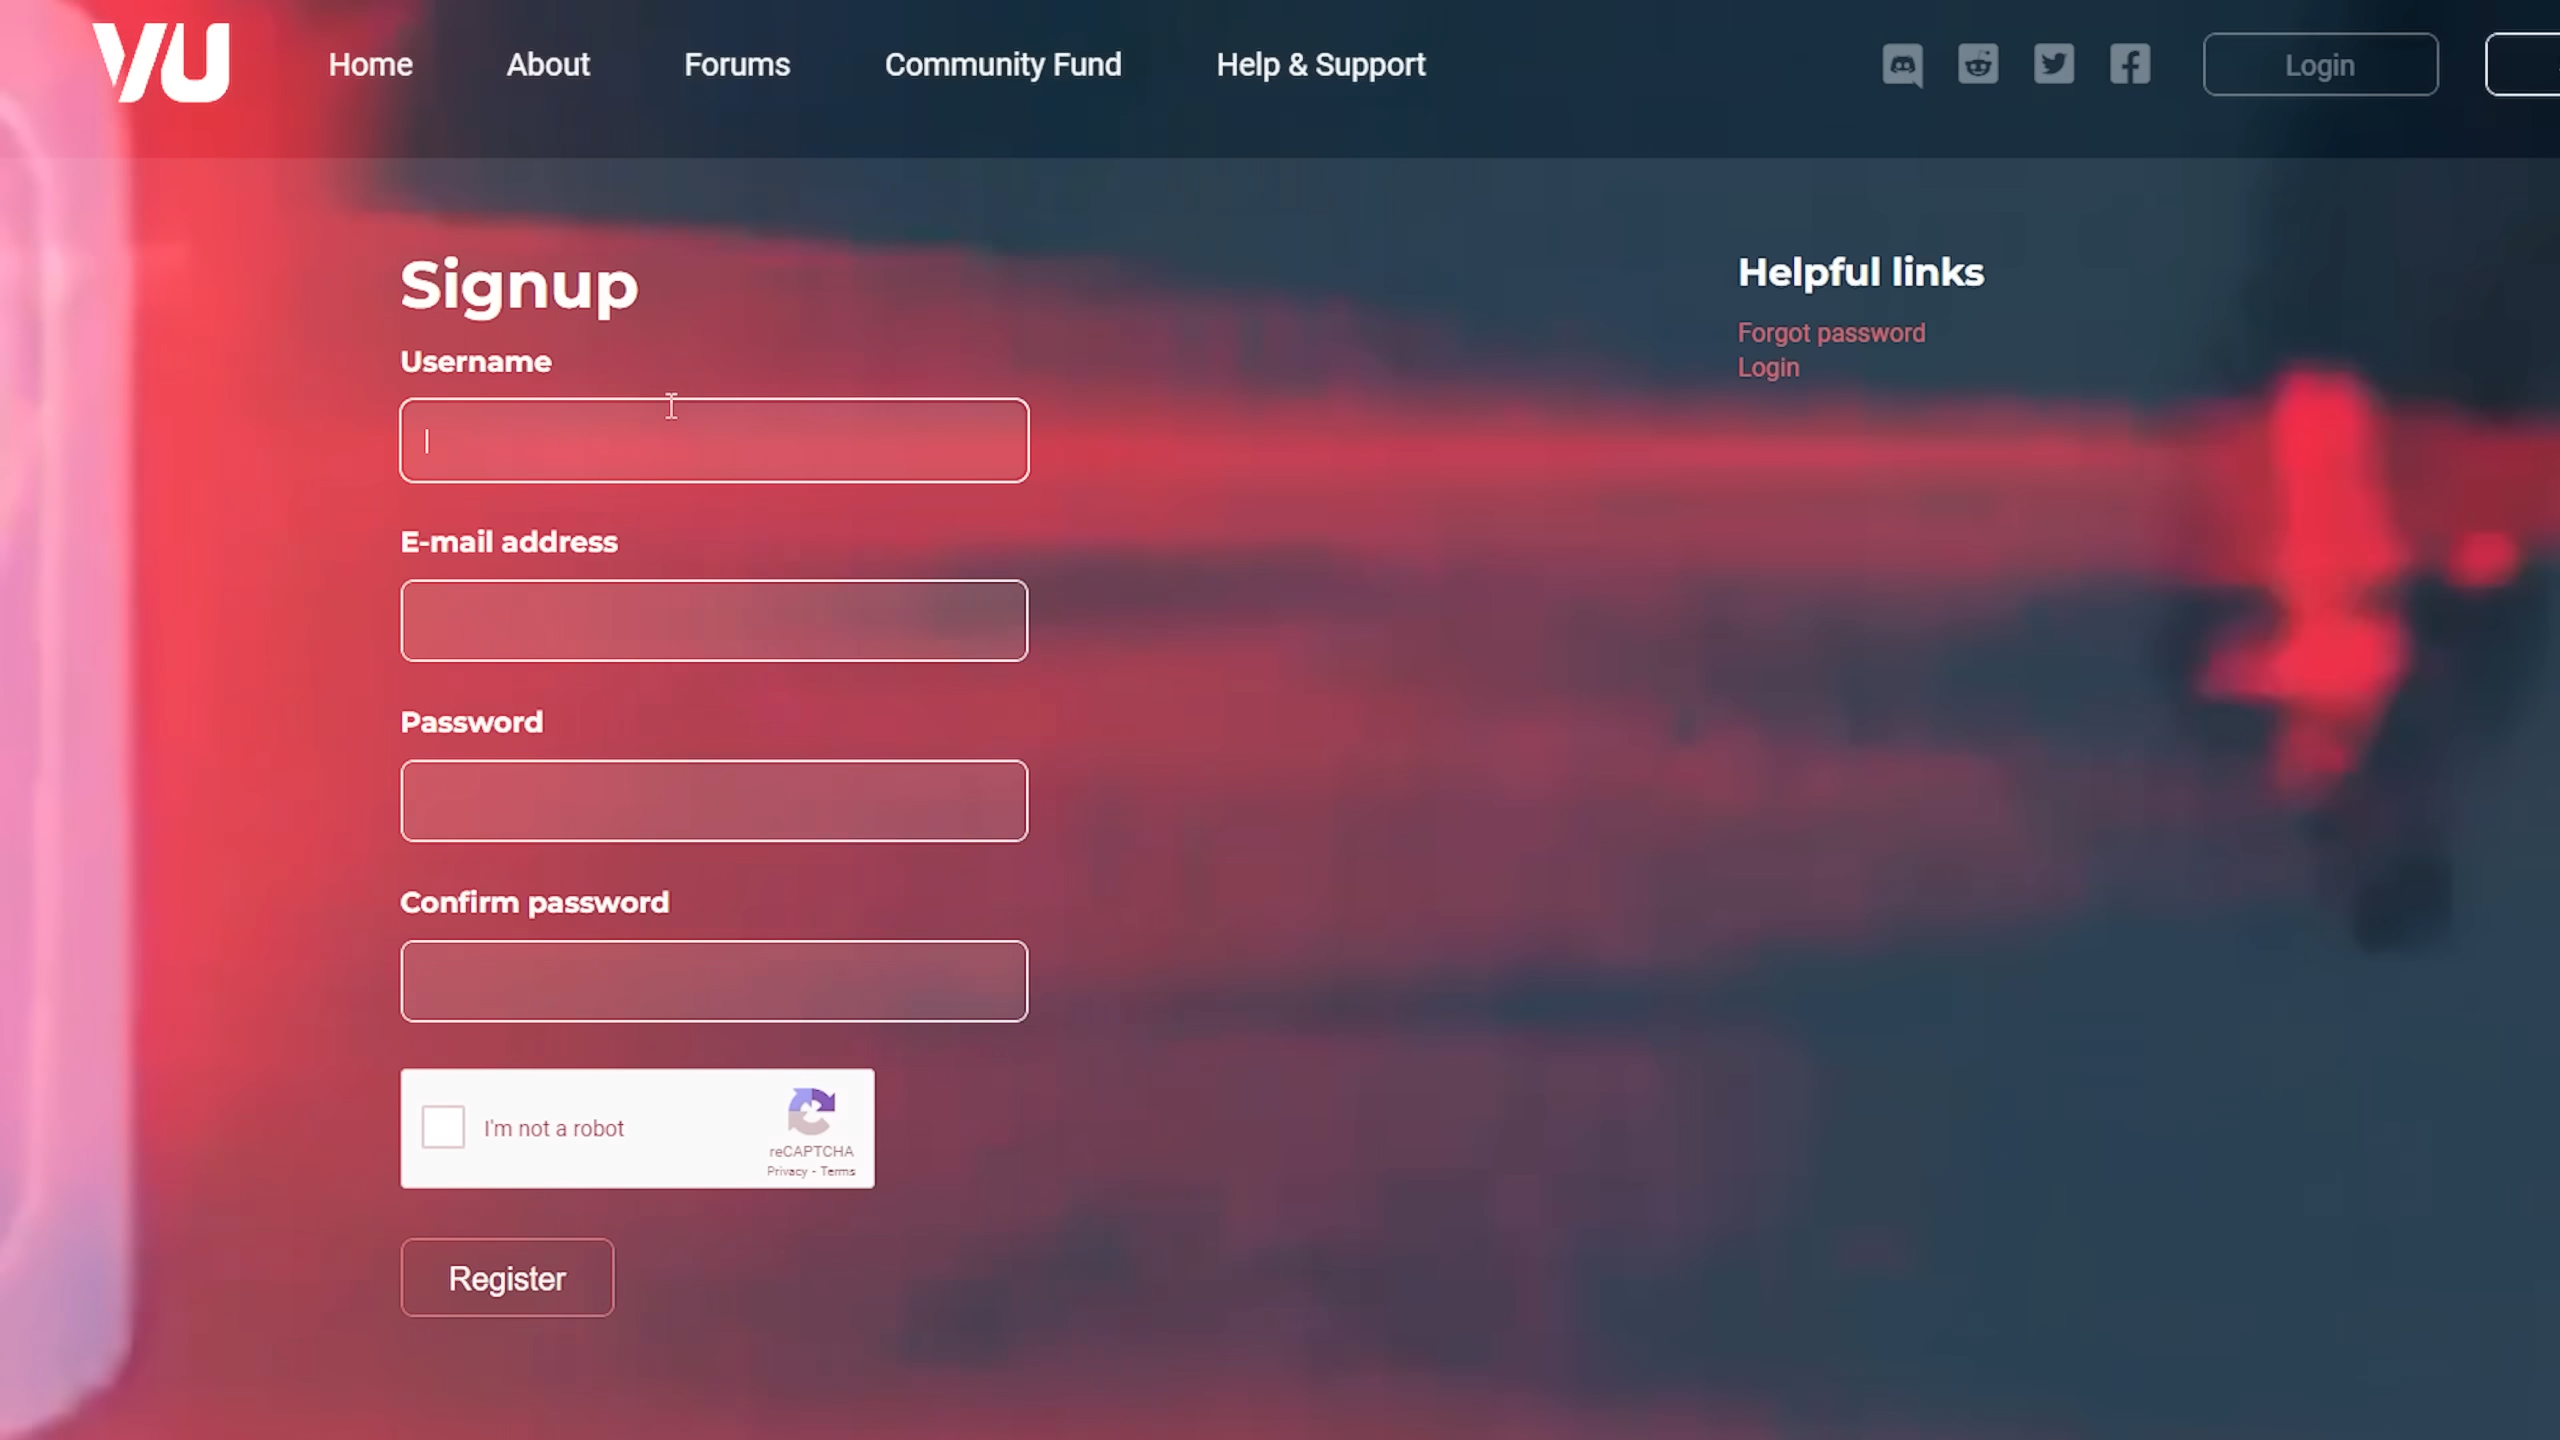 VU
Home
About
Forums
Community Fund
Help & Support
Login
Signup
Username
E-mail address
Password
Confirm password
I'm not a robot
reCAPTCHA
Privacy - Terms
Register
Helpful links
Forgot password
Login